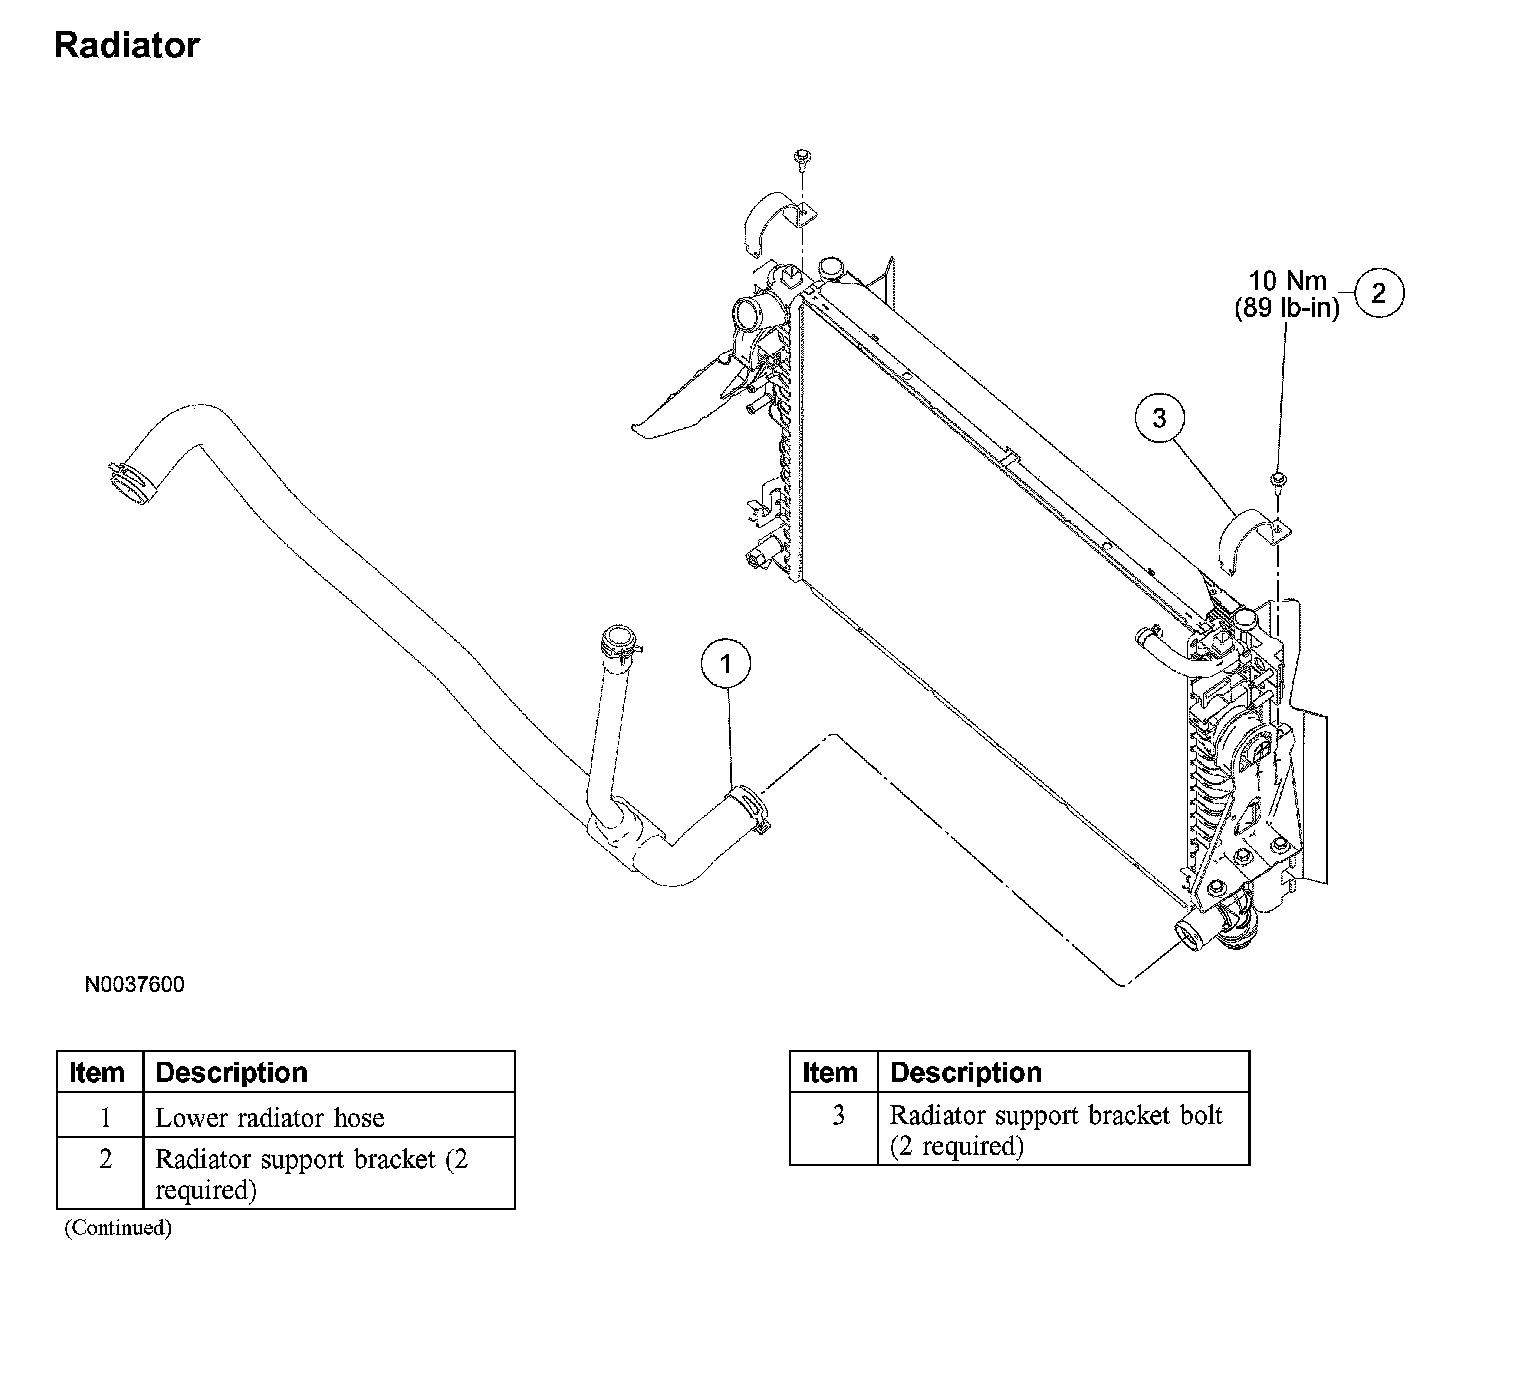 Radiator
10 Nm
(89 lb-in)
2
3
1
N0037600
Item Description
1 Lower radiator hose
2 Radiator support bracket (2
required)
(Continued)
Item Description
3 Radiator support bracket bolt
(2 required)